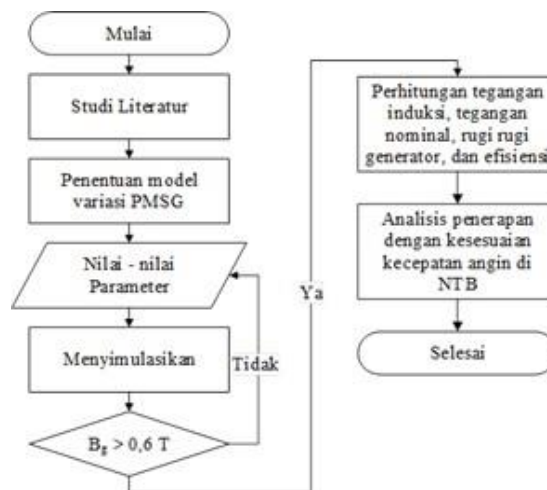 Mulai
Studi Literatur
Penentuan model
variasi PMSG
Nilai - nilai
Parameter
Menyimulasikan
Tidak
Bg > 0,6 T
Ya
Perhitungan tegangan
induksi, tegangan
nominal, rugi rugi
generator, dan efisiensi
Analisis penerapan
dengan kesesuaian
kecepatan angin di
NTB
Selesai